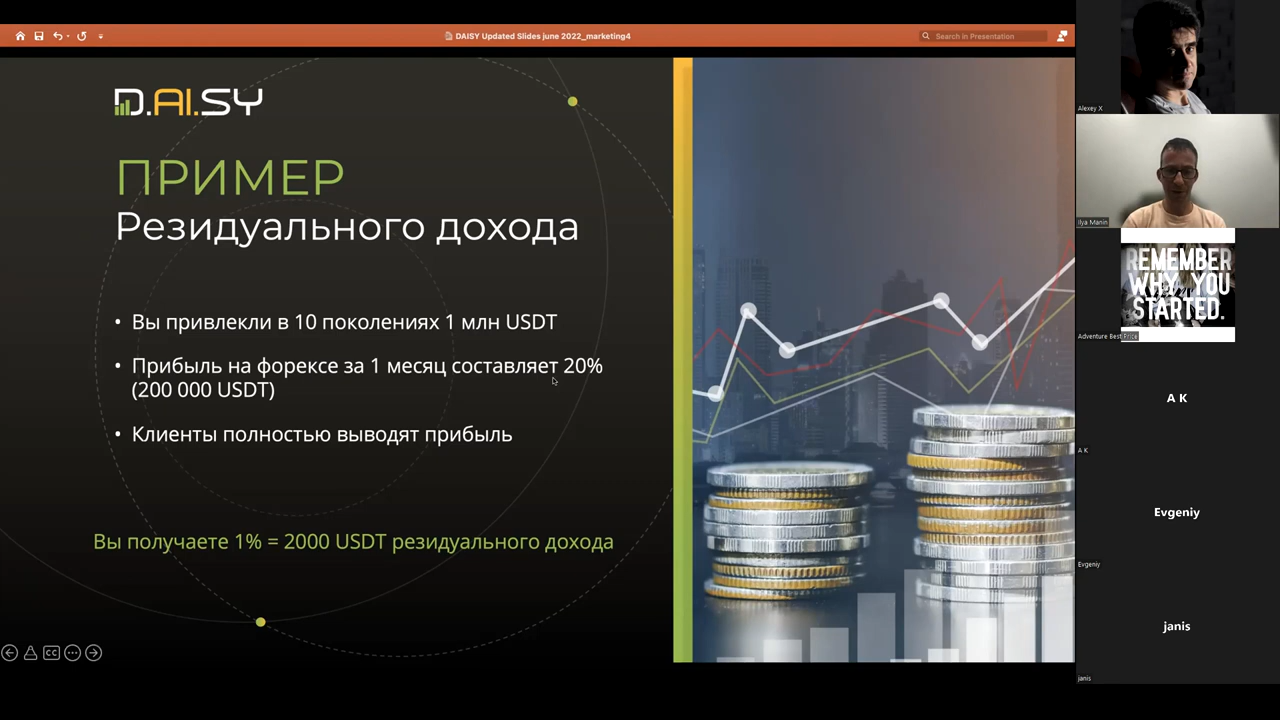 DAISY Updated Slides june 2022_marketing4
Search in Presentation
D.AI.SY
ПРИМЕР
Резидуального дохода
• Вы привлекли в 10 поколениях 1 млн USDT
• Прибыль на форексе за 1 месяц составляет 20%
(200 000 USDT)
• Клиенты полностью выводят прибыль
Вы получаете 1% = 2000 USDT резидуального дохода
CC
Alexey X
Ilya Manin
REMEMBER
WHY YOU
STARTED.
Adventure Best Price
A K
A K
Evgeniy
Evgeniy
janis
janis